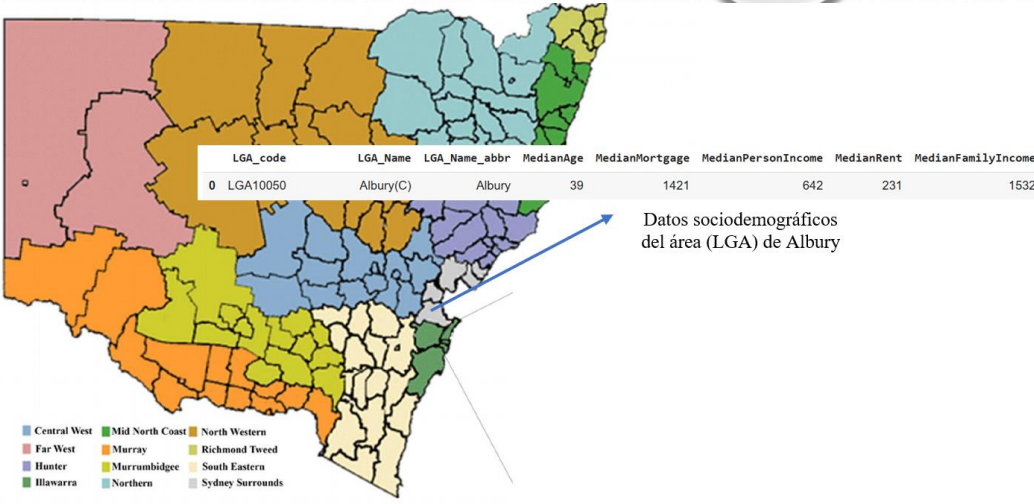 LGA_code LGA_Name LGA_Name_abbr MedianAge MedianMortgage MedianPersonIncome MedianRent MedianFamilyIncome
0 LGA10050 Albury(C) Albury 39 1421 642 231 1532
Datos sociodemográficos
del área (LGA) de Albury
Central West Mid North Coast North Western
Far West Murray Richmond Tweed
Hunter Murrumbidgee South Eastern
Illawarra Northern Sydney Surrounds